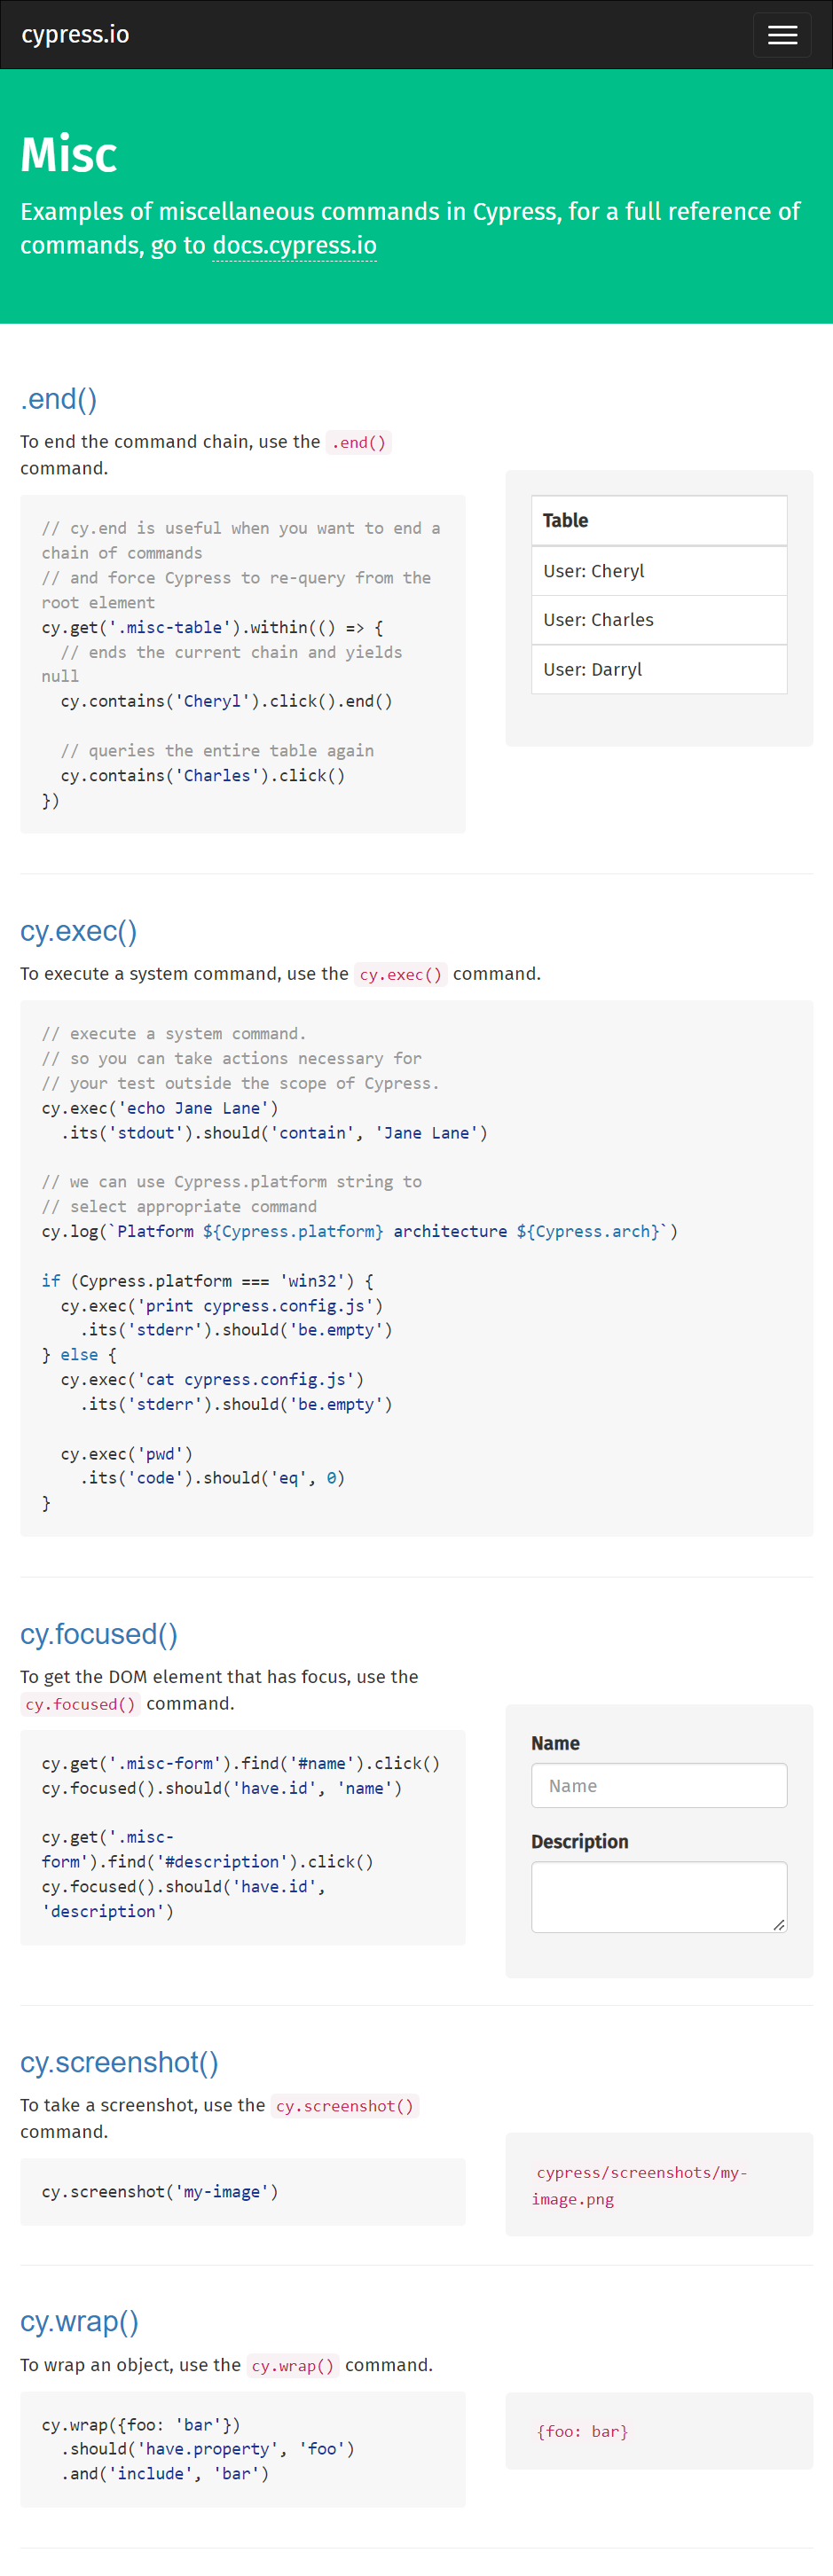 cypress.io
Misc
Examples of miscellaneous commands in Cypress, for a full reference of
commands, go to docs.cypress.io
.end()
To end the command chain, use the .end()
command.
// cy.end is useful when you want to end a
chain of commands
// and force Cypress to re-query from the
root element
cy.get('.misc-table').within(() => {
  // ends the current chain and yields
null
  cy.contains('Cheryl').click().end()

  // queries the entire table again
  cy.contains('Charles').click()
})
Table
User: Cheryl
User: Charles
User: Darryl
cy.exec()
To execute a system command, use the cy.exec() command.
// execute a system command.
// so you can take actions necessary for
// your test outside the scope of Cypress.
cy.exec('echo Jane Lane')
  .its('stdout').should('contain', 'Jane Lane')

// we can use Cypress.platform string to
// select appropriate command
cy.log(`Platform ${Cypress.platform} architecture ${Cypress.arch}`)

if (Cypress.platform === 'win32') {
  cy.exec('print cypress.config.js')
    .its('stderr').should('be.empty')
} else {
  cy.exec('cat cypress.config.js')
    .its('stderr').should('be.empty')

  cy.exec('pwd')
    .its('code').should('eq', 0)
}
cy.focused()
To get the DOM element that has focus, use the
cy.focused() command.
cy.get('.misc-form').find('#name').click()
cy.focused().should('have.id', 'name')

cy.get('.misc-
form').find('#description').click()
cy.focused().should('have.id',
'description')
Name
Name
Description
cy.screenshot()
To take a screenshot, use the cy.screenshot()
command.
cy.screenshot('my-image')
cypress/screenshots/my-
image.png
cy.wrap()
To wrap an object, use the cy.wrap() command.
cy.wrap({foo: 'bar'})
  .should('have.property', 'foo')
  .and('include', 'bar')
{foo: bar}